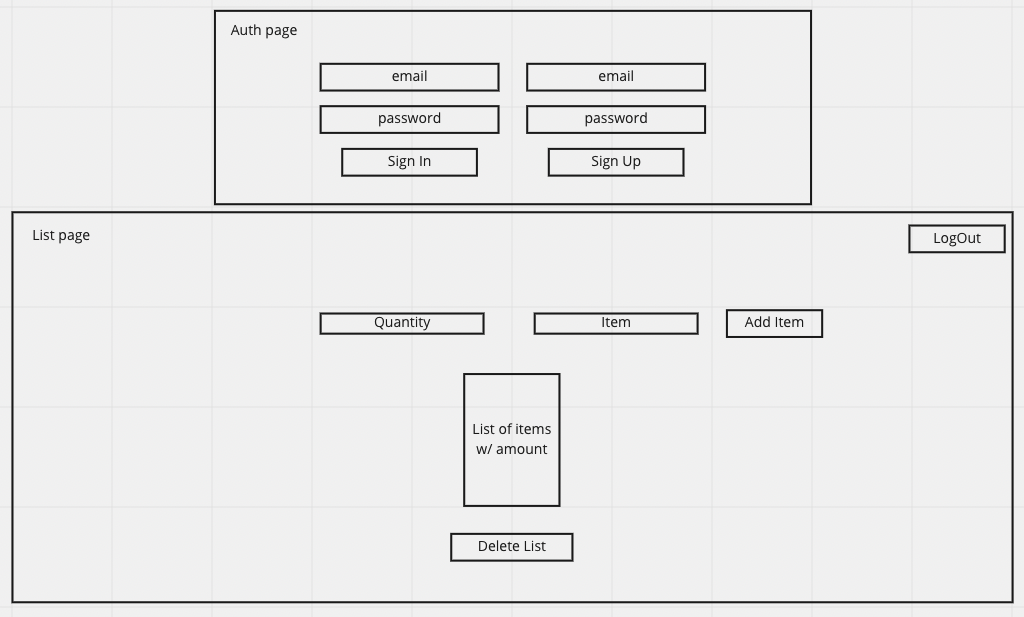 Auth page
email
email
password
password
Sign In
Sign Up
List page
LogOut
Quantity
Item
Add Item
List of items
w/ amount
Delete List